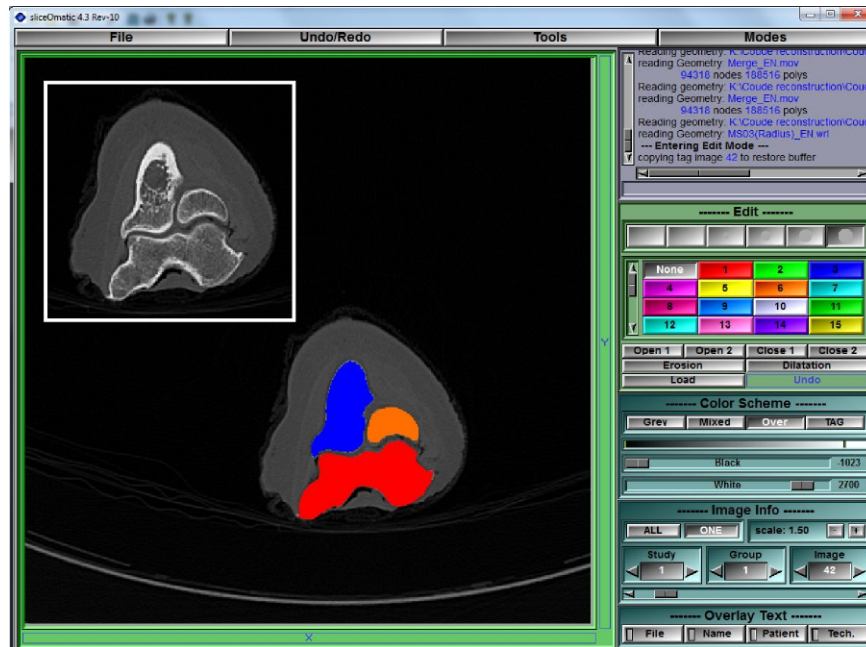 sliceOmatic 4.3 Rev-10
File Undo/Redo Tools Modes
Reading geometry: K:\Coude reconstruction\Coud
reading Geometry: Merge_EN.mov
94318 nodes 188516 polys
Reading geometry: K:\Coude reconstruction\Coud
reading Geometry: Merge_EN.mov
94318 nodes 188516 polys
Reading geometry: K:\Coude reconstruction\Coud
reading Geometry: MS03(Radius)_EN wrl
--- Entering Edit Mode
copying tag image 42 to restore buffer
------- Edit -------
None 1 2 3
4 5 6 7
8 9 10 11
12 13 14 15
Open 1 Open 2 Close 1 Close 2
Erosion Dilatation
Load Undo
------- Color Scheme -------
Grey Mixed Over TAG
Black -1023
White 2700
------- Image Info -------
ALL ONE scale: 1.50 - +
Study Group Image
1 1 42
------- Overlay Text -------
File Name Patient Tech.
Y
X